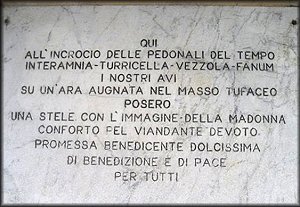 QUI
ALL'INCROCIO DELLE PEDONALI DEL TEMPO
INTERAMNIA-TURRICELLA-VEZZOLA-FANUM
I NOSTRI AVI
SU UN'ARA AUGNATA NEL MASSO TUFACEO
POSERO
UNA STELE CON L'IMMAGINE DELLA MADONNA
CONFORTO PEL VIANDANTE DEVOTO
PROMESSA BENEDICENTE DOLCISSIMA
DI BENEDIZIONE E DI PACE
PER TUTTI